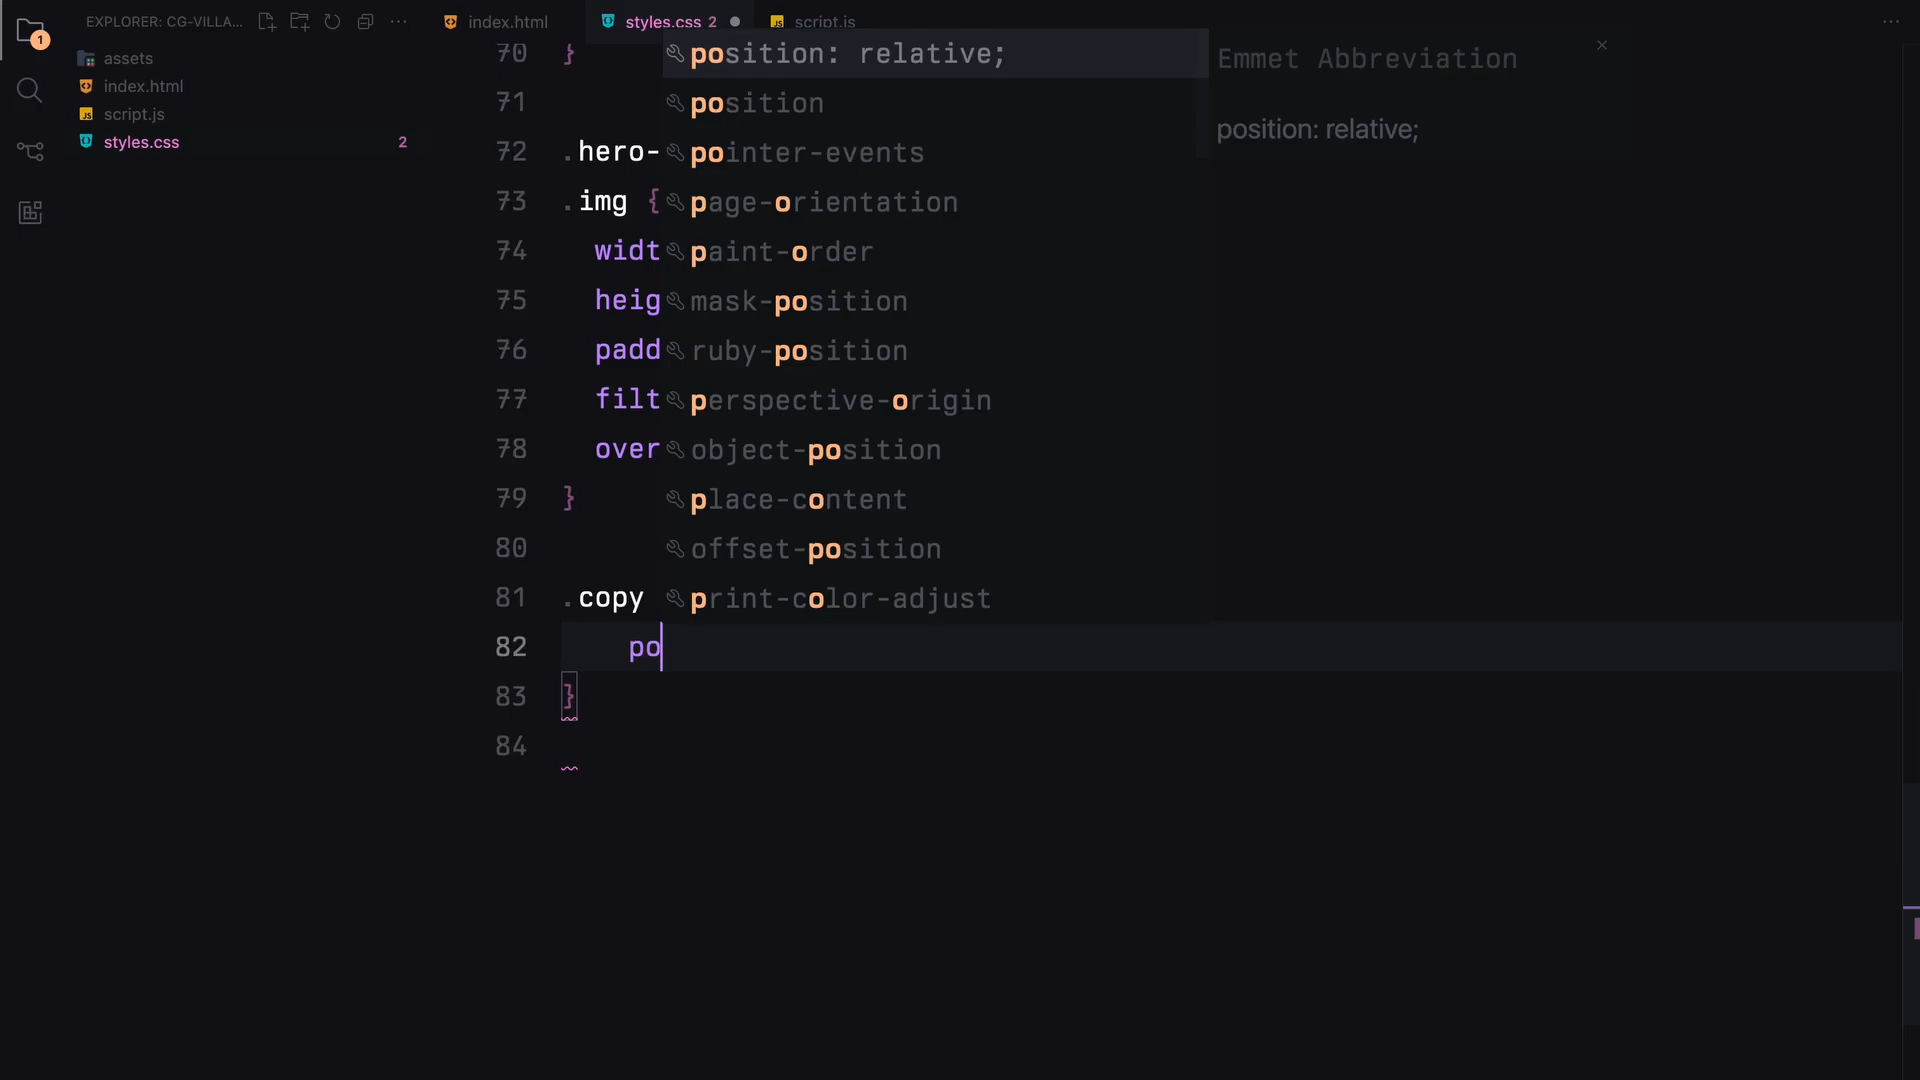 EXPLORER: CG-VILLA...
index.html
styles.css 2
script.js
1
assets
index.html
script.js
styles.css 2
70 }
71
72 .hero-
73 .img {
74 widt
75 heig
76 padd
77 filt
78 over
79 }
80
81 .copy
82 po
83 }
84
position: relative;
position
pointer-events
page-orientation
paint-order
mask-position
ruby-position
perspective-origin
object-position
place-content
offset-position
print-color-adjust
Emmet Abbreviation
position: relative;